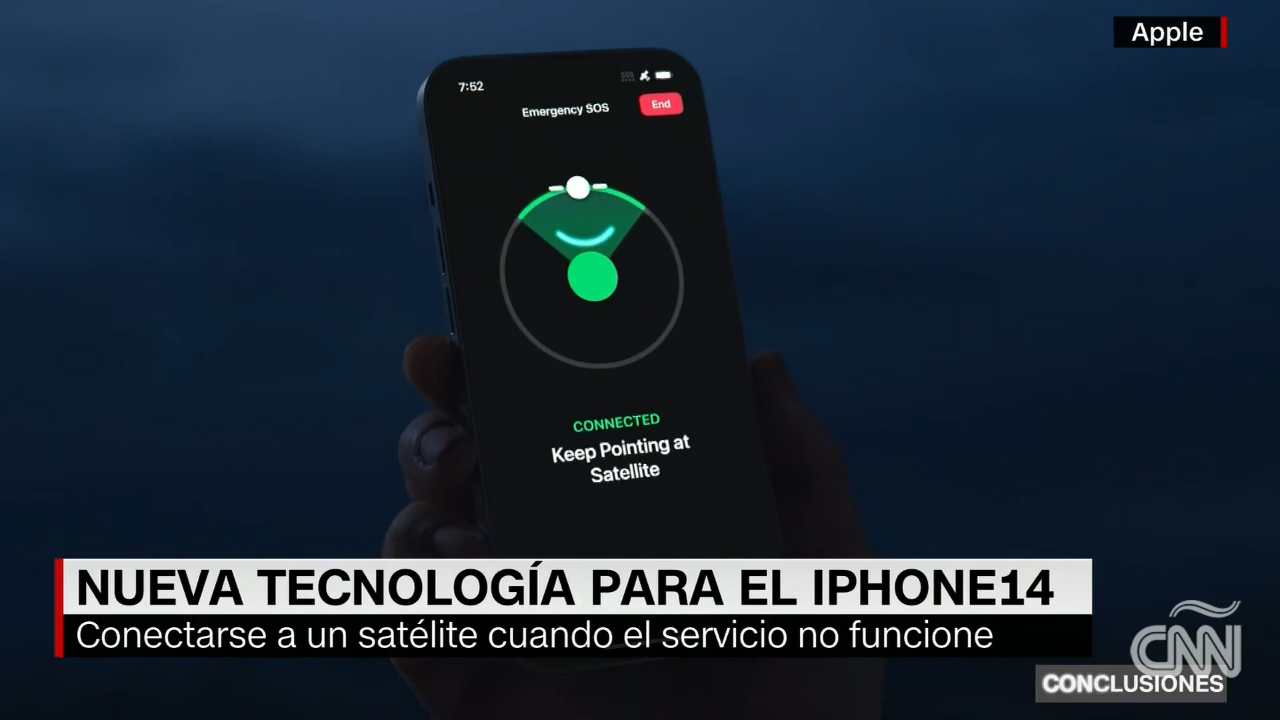 Apple
7:52
SOS
Emergency SOS
End
CONNECTED
Keep Pointing at
Satellite
NUEVA TECNOLOGÍA PARA EL IPHONE14
Conectarse a un satélite cuando el servicio no funcione
CNN
CONCLUSIONES